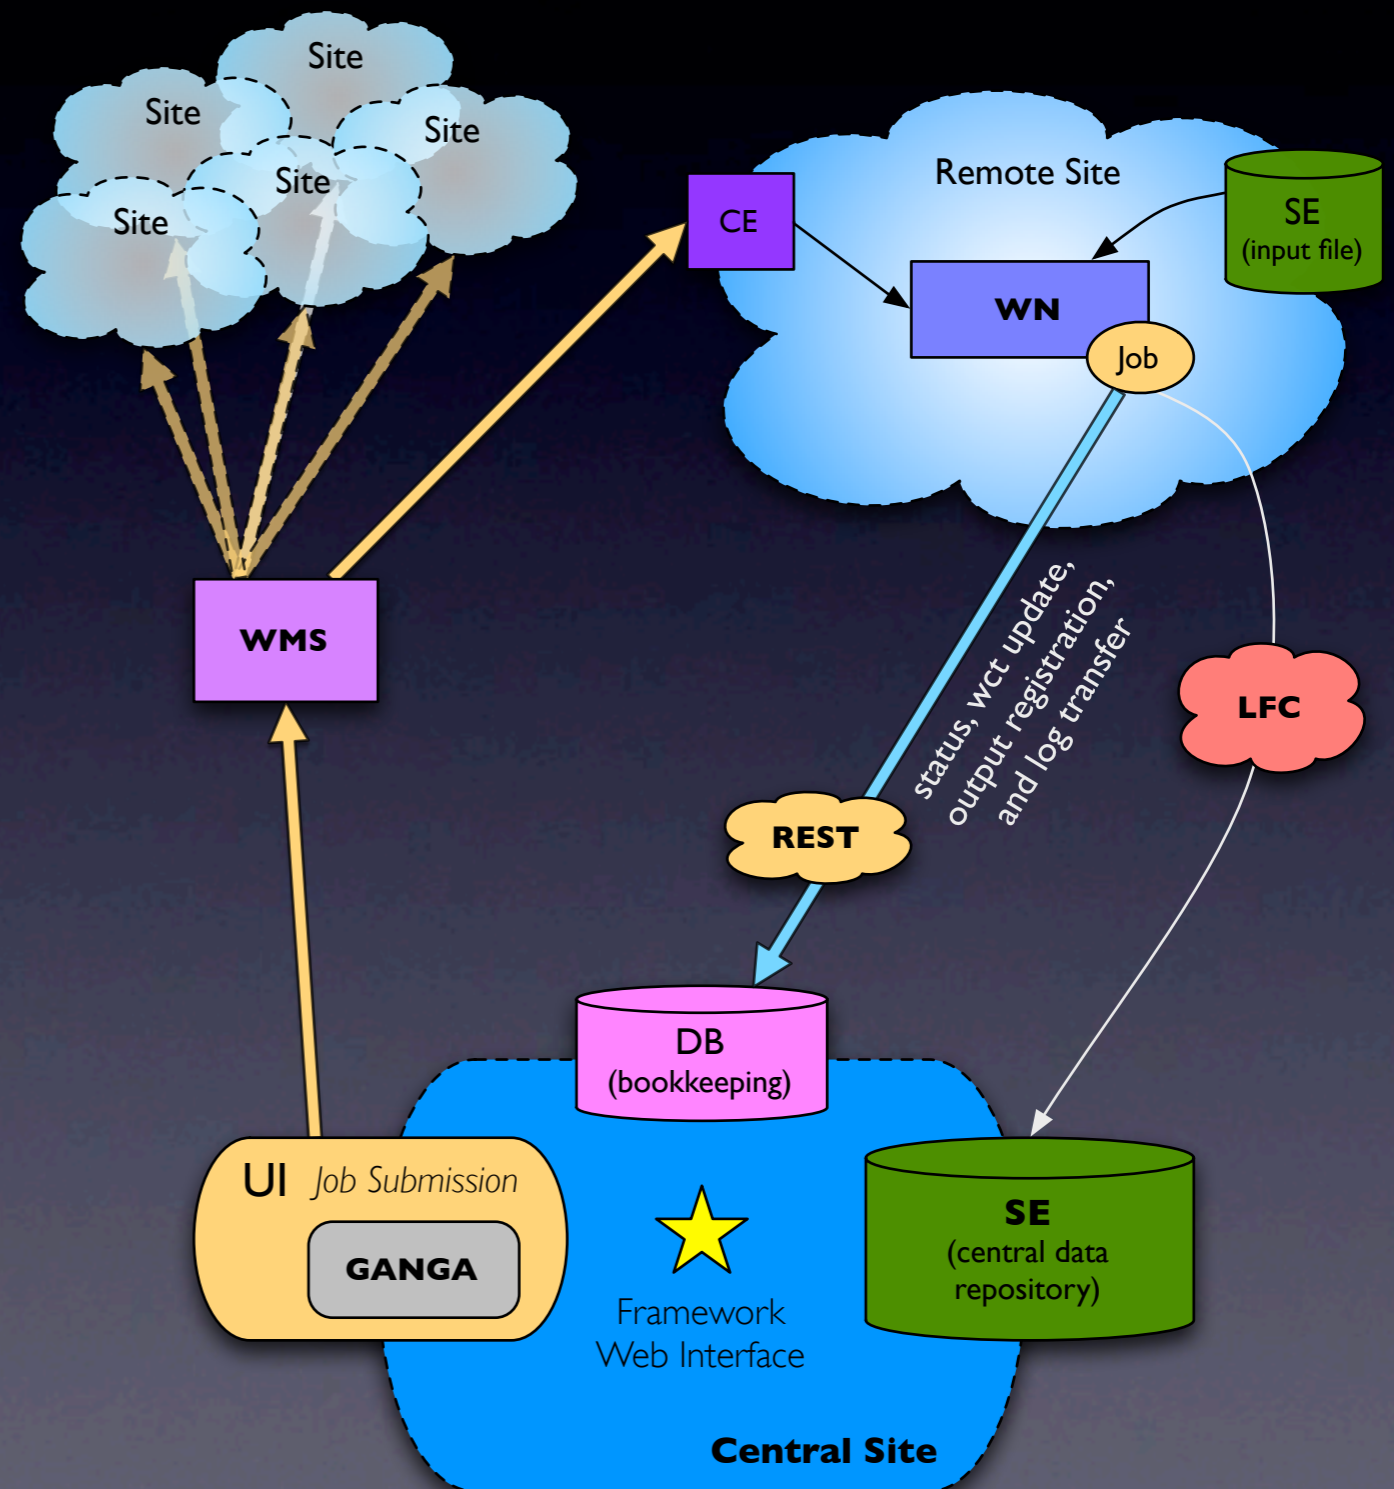 Site
Site
Site
Site
Site
Remote Site
CE
SE
(input file)
WN
Job
WMS
status, wct update,
output registration,
and log transfer
LFC
REST
DB
(bookkeeping)
UI Job Submission
GANGA
SE
(central data
repository)
Framework
Web Interface
Central Site